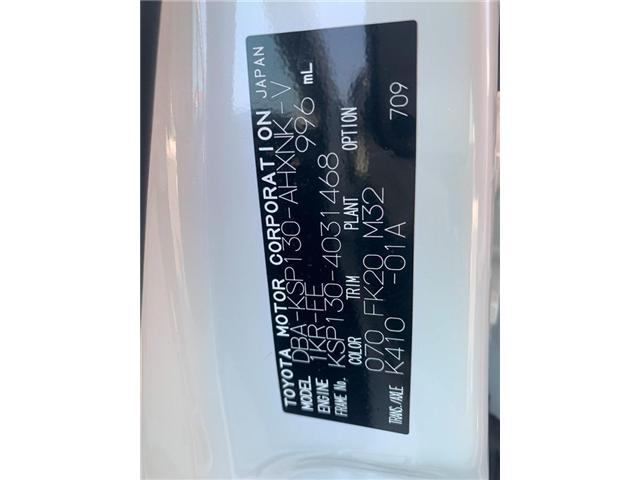 TOYOTA MOTOR CORPORATION JAPAN
MODEL DBA-KSP130-AHXNK-V
ENGINE 1KR-FE 996 mL
FRAME No. KSP130-4031468
COLOR TRIM PLANT OPTION
070 FK20 M32 709
TRANS./AXLE K410 -01A